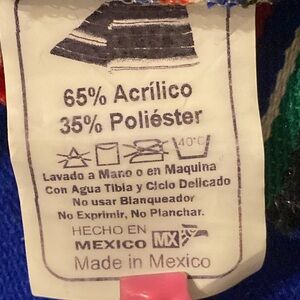 65% Acrílico
35% Poliéster
40°C
Lavado a Mano o en Maquina
Con Agua Tibia y Ciclo Delicado
No usar Blanqueador
No Exprimir, No Planchar.
HECHO EN
MEXICO MX
Made in Mexico